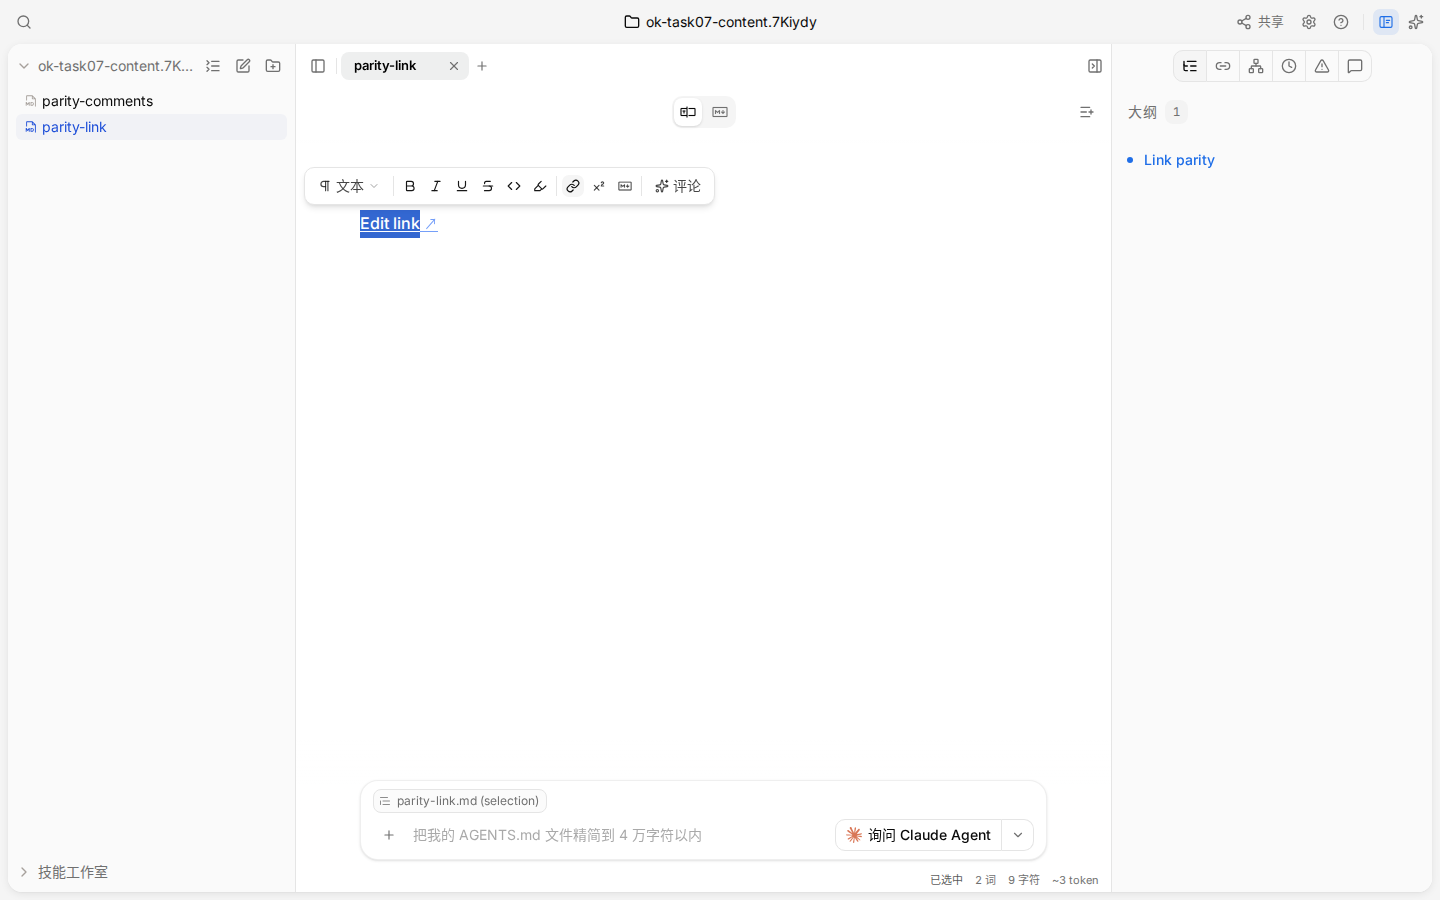 ok-task07-content.7Kiydy
共享
ok-task07-content.7K...
parity-comments
parity-link
技能工作室
parity-link
文本
评论
Edit link
parity-link.md (selection)
把我的 AGENTS.md 文件精简到 4 万字符以内
询问 Claude Agent
已选中 2 词 9 字符 ~3 token
大纲 1
Link parity